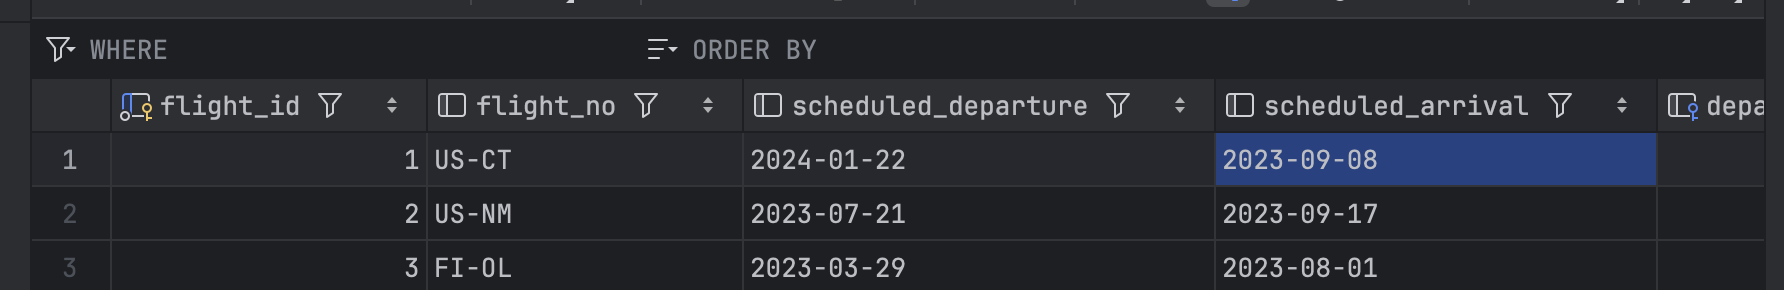 WHERE ORDER BY
flight_id flight_no scheduled_departure scheduled_arrival depa
1 1 US-CT 2024-01-22 2023-09-08
2 2 US-NM 2023-07-21 2023-09-17
3 3 FI-OL 2023-03-29 2023-08-01